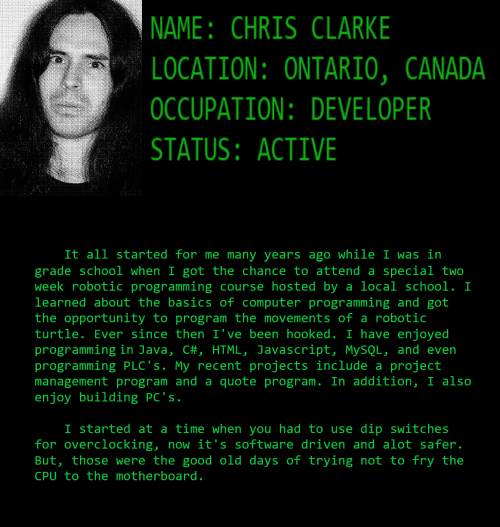 NAME: CHRIS CLARKE
LOCATION: ONTARIO, CANADA
OCCUPATION: DEVELOPER
STATUS: ACTIVE
It all started for me many years ago while I was in
grade school when I got the chance to attend a special two
week robotic programming course hosted by a local school. I
learned about the basics of computer programming and got
the opportunity to program the movements of a robotic
turtle. Ever since then I've been hooked. I have enjoyed
programming in Java, C#, HTML, Javascript, MySQL, and even
programming PLC's. My recent projects include a project
management program and a quote program. In addition, I also
enjoy building PC's.
I started at a time when you had to use dip switches
for overclocking, now it's software driven and alot safer.
But, those were the good old days of trying not to fry the
CPU to the motherboard.